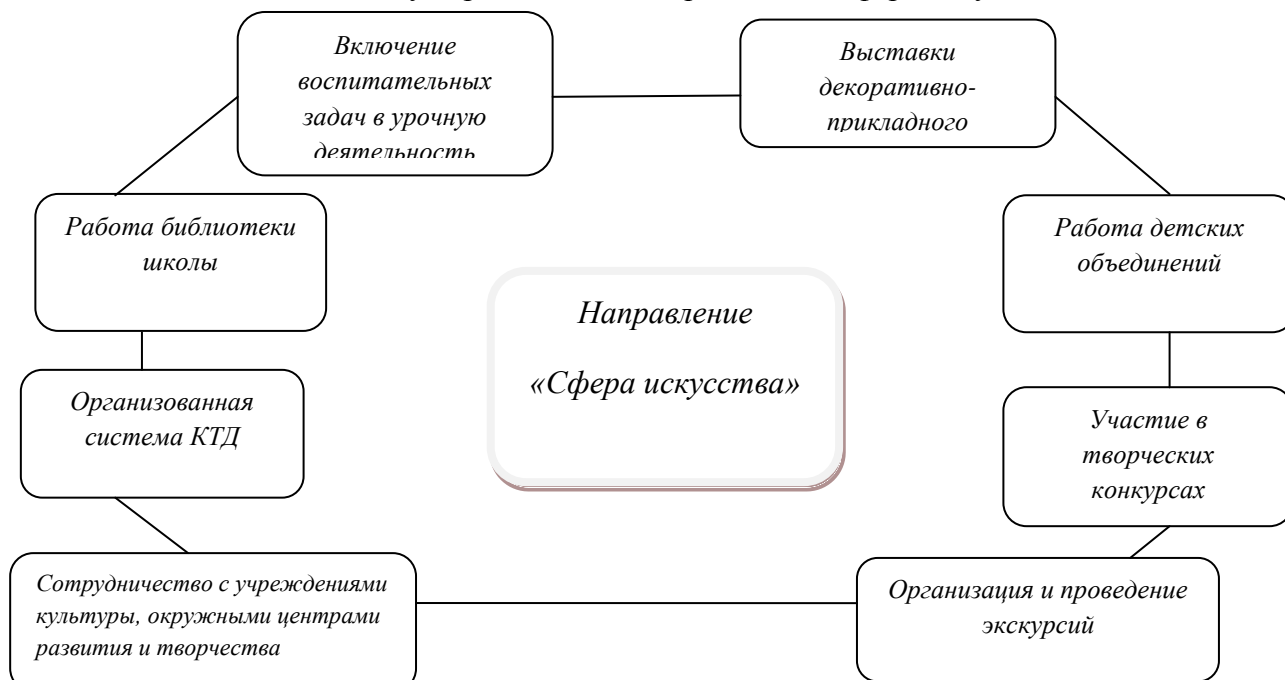 Включение
воспитательных
задач в урочную
деятельность
Выставки
декоративно-
прикладного
Работа библиотеки
школы
Работа детских
объединений
Направление
«Сфера искусства»
Организованная
система КТД
Участие в
творческих
конкурсах
Сотрудничество с учреждениями
культуры, окружными центрами
развития и творчества
Организация и проведение
экскурсий